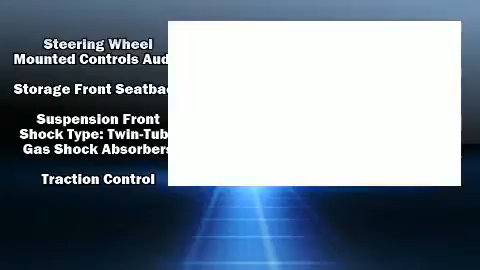 Steering Wheel
Mounted Controls Aud
Storage Front Seatbac
Suspension Front
Shock Type: Twin-Tub
Gas Shock Absorbers
Traction Control